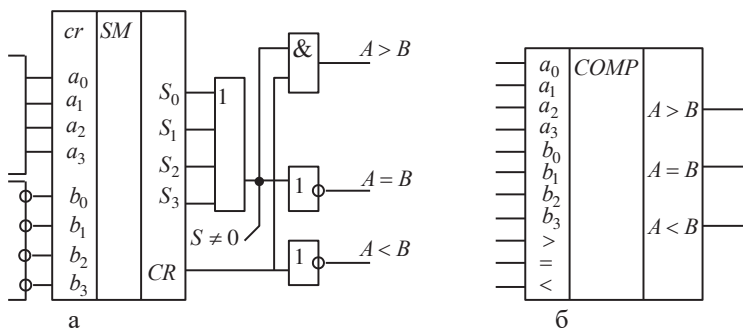 cr SM
a0
a1
a2
a3
b0
b1
b2
b3
S0
S1
S2
S3
CR
1
S ≠ 0
&
A > B
1
A = B
1
A < B
а
COMP
a0
a1
a2
a3
b0
b1
b2
b3
>
=
<
A > B
A = B
A < B
б